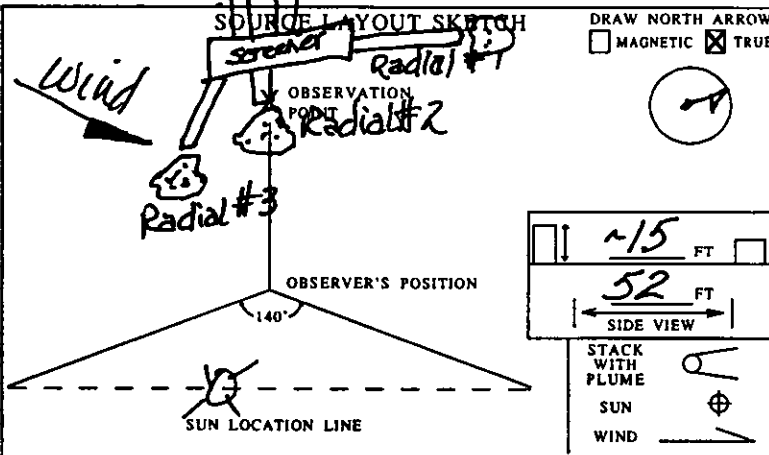 SOURCE LAYOUT SKETCH
DRAW NORTH ARROW
MAGNETIC TRUE
Screener
Radial #1
Wind
OBSERVATION
POINT
Radial #2
Radial #3
~15 FT
52 FT
SIDE VIEW
OBSERVER'S POSITION
140°
SUN LOCATION LINE
STACK
WITH
PLUME
SUN
WIND